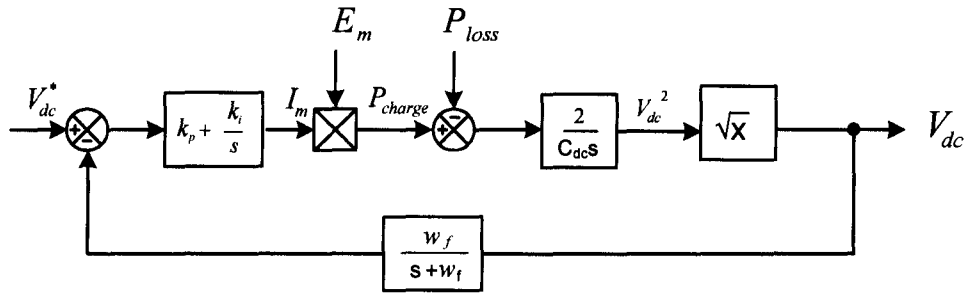 E_m
P_loss
V_dc^*
+
−
k_p + k_i/s
I_m
P_charge
+
−
2/C_dc s
V_dc^2
√x
V_dc
w_f/s+w_f